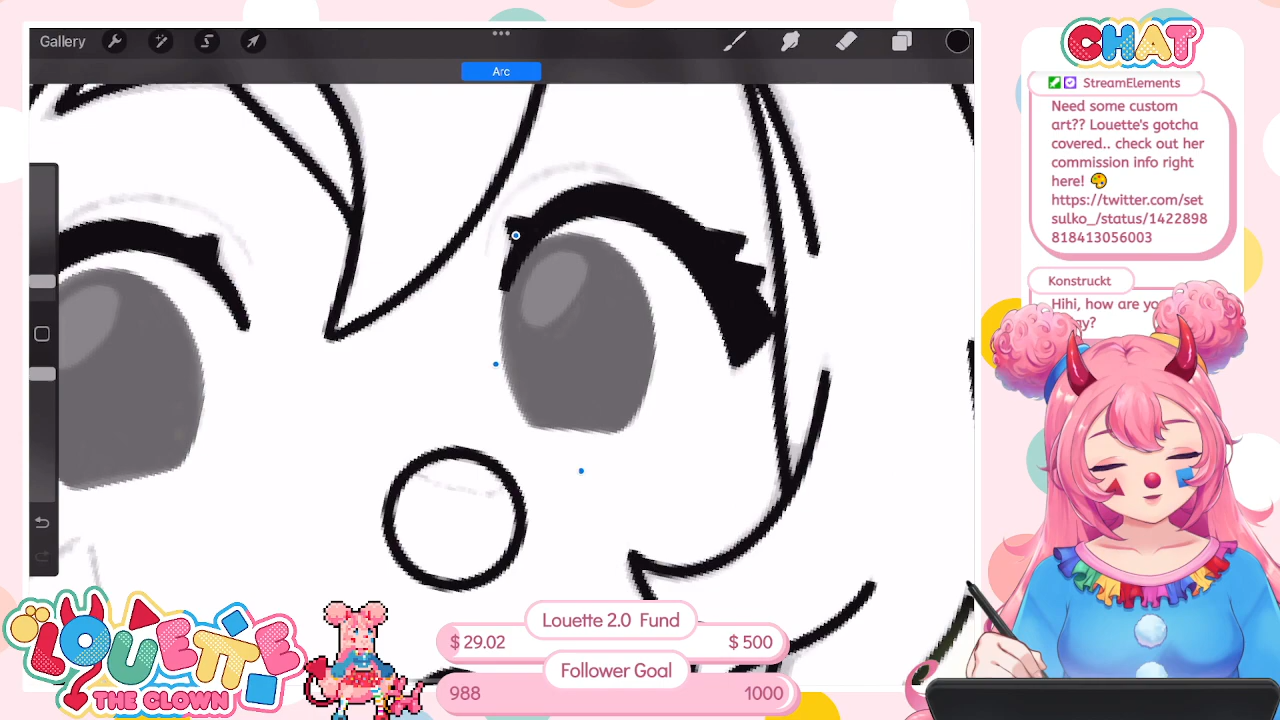 Gallery
Arc
CHAT
StreamElements
Need some custom
art?? Louette's gotcha
covered.. check out her
commission info right
here! 🎨
https://twitter.com/set
sulko_/status/1422898
818413056003
Konstruckt
Hihi, how are yo
ay?
LOUETTE
THE CLOWN
Louette 2.0 Fund
$ 29.02
$ 500
Follower Goal
988
1000